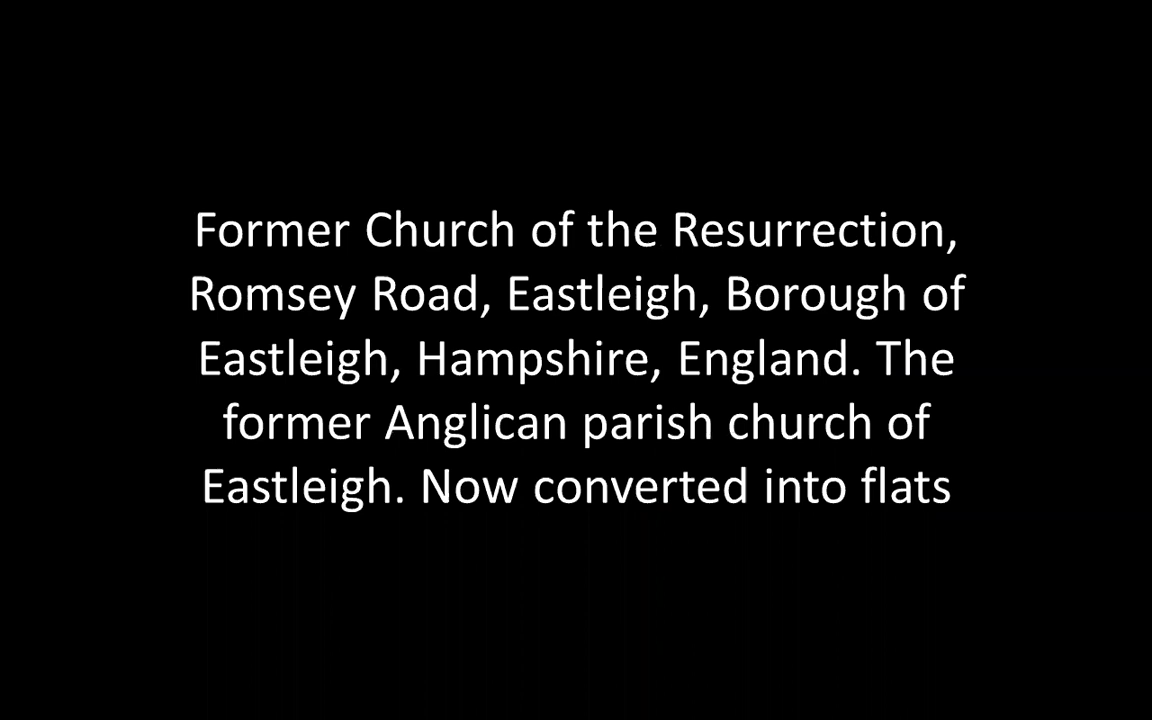 Former Church of the Resurrection,
Romsey Road, Eastleigh, Borough of
Eastleigh, Hampshire, England. The
former Anglican parish church of
Eastleigh. Now converted into flats